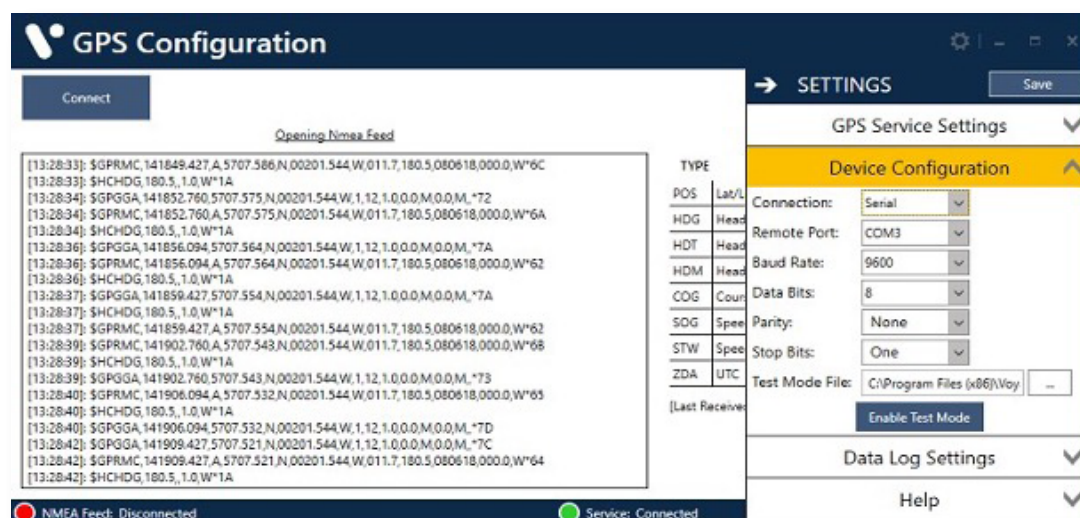 GPS Configuration
Connect
Opening Nmea Feed
[13:28:33]: $GPRMC,141849.427,A,5707.586,N,00201.544,W,011.7,180.5,080618,000.0,W*6C
[13:28:33]: $HCHDG,180.5,,1.0,W*1A
[13:28:34]: $GPGGA,141852.760,5707.575,N,00201.544,W,1,12,1.0,0.0,M,0.0,M,,*72
[13:28:34]: $GPRMC,141852.760,A,5707.575,N,00201.544,W,011.7,180.5,080618,000.0,W*6A
[13:28:34]: $HCHDG,180.5,,1.0,W*1A
[13:28:36]: $GPGGA,141856.094,5707.564,N,00201.544,W,1,12,1.0,0.0,M,0.0,M,,*7A
[13:28:36]: $GPRMC,141856.094,A,5707.564,N,00201.544,W,011.7,180.5,080618,000.0,W*62
[13:28:36]: $HCHDG,180.5,,1.0,W*1A
[13:28:37]: $GPGGA,141859.427,5707.554,N,00201.544,W,1,12,1.0,0.0,M,0.0,M,,*7A
[13:28:37]: $HCHDG,180.5,,1.0,W*1A
[13:28:37]: $GPRMC,141859.427,A,5707.554,N,00201.544,W,011.7,180.5,080618,000.0,W*62
[13:28:39]: $GPRMC,141902.760,A,5707.543,N,00201.544,W,011.7,180.5,080618,000.0,W*6B
[13:28:39]: $HCHDG,180.5,,1.0,W*1A
[13:28:39]: $GPGGA,141902.760,5707.543,N,00201.544,W,1,12,1.0,0.0,M,0.0,M,,*73
[13:28:40]: $GPRMC,141906.094,A,5707.532,N,00201.544,W,011.7,180.5,080618,000.0,W*65
[13:28:40]: $HCHDG,180.5,,1.0,W*1A
[13:28:40]: $GPGGA,141906.094,5707.532,N,00201.544,W,1,12,1.0,0.0,M,0.0,M,,*7D
[13:28:42]: $GPGGA,141909.427,5707.521,N,00201.544,W,1,12,1.0,0.0,M,0.0,M,,*7C
[13:28:42]: $GPRMC,141909.427,A,5707.521,N,00201.544,W,011.7,180.5,080618,000.0,W*64
[13:28:42]: $HCHDG,180.5,,1.0,W*1A
TYPE
POS Lat/L
HDG Head
HDT Head
HDM Head
COG Cour
SOG Spee
STW Spee
ZDA UTC
[Last Receive
NMEA Feed: Disconnected
Service: Connected
SETTINGS
Save
GPS Service Settings
Device Configuration
Connection: Serial
Remote Port: COM3
Baud Rate: 9600
Data Bits: 8
Parity: None
Stop Bits: One
Test Mode File: C:\Program Files (x86)\Voy ...
Enable Test Mode
Data Log Settings
Help